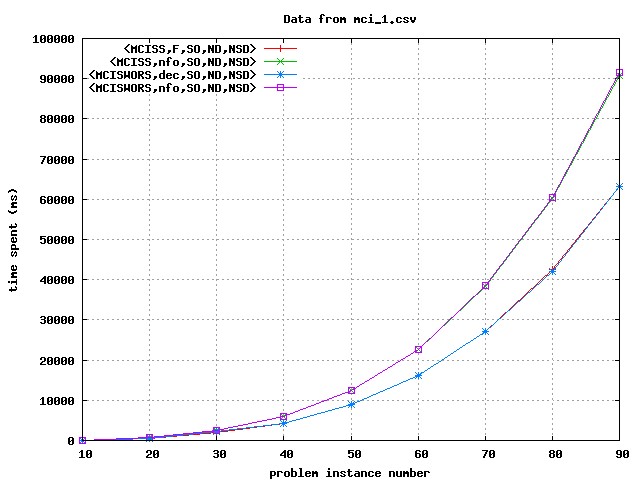 Data from mci_1.csv
100000
90000
80000
70000
60000
50000
40000
30000
20000
10000
0
<MCISS,F,SO,ND,NSD>
<MCISS,nfo,SO,ND,NSD>
<MCISWORS,dec,SO,ND,NSD>
<MCISWORS,nfo,SO,ND,NSD>
time spent (ms)
10 20 30 40 50 60 70 80 90
problem instance number